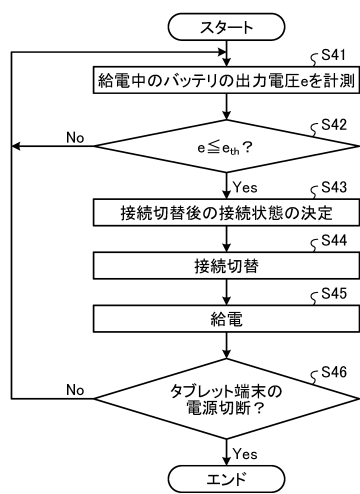 スタート
S41
給電中のバッテリの出力電圧eを計測
S42
e≦eth?
No
Yes
S43
接続切替後の接続状態の決定
S44
接続切替
S45
給電
S46
タブレット端末の
電源切断?
No
Yes
エンド